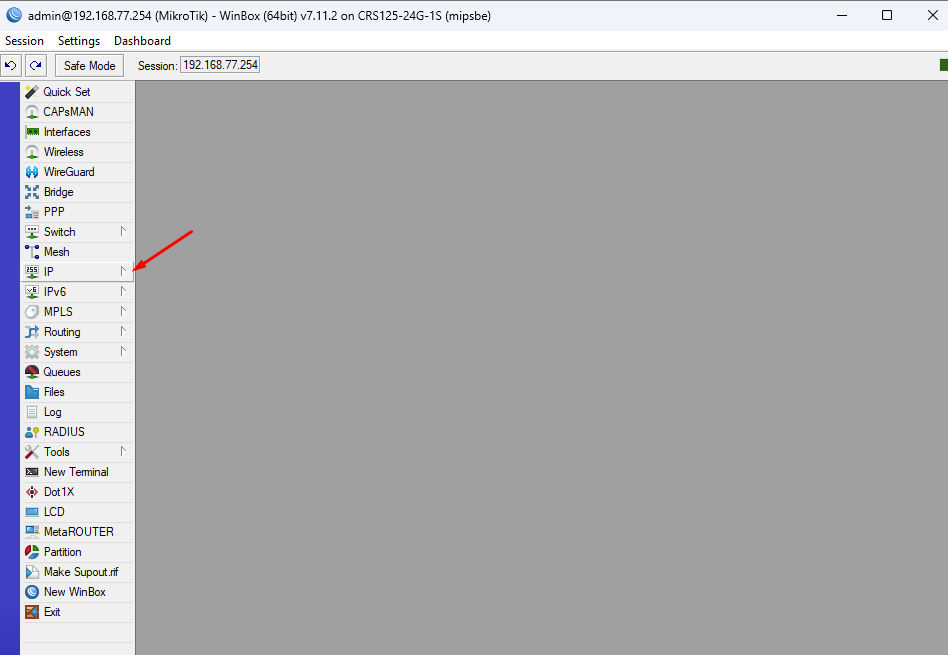 admin@192.168.77.254 (MikroTik) - WinBox (64bit) v7.11.2 on CRS125-24G-1S (mipsbe)
Session Settings Dashboard
Safe Mode Session: 192.168.77.254
Quick Set
CAPsMAN
Interfaces
Wireless
WireGuard
Bridge
PPP
Switch
Mesh
255 IP
v6 IPv6
MPLS
Routing
System
Queues
Files
Log
RADIUS
Tools
New Terminal
Dot1X
LCD
MetaROUTER
Partition
Make Supout.rif
New WinBox
Exit